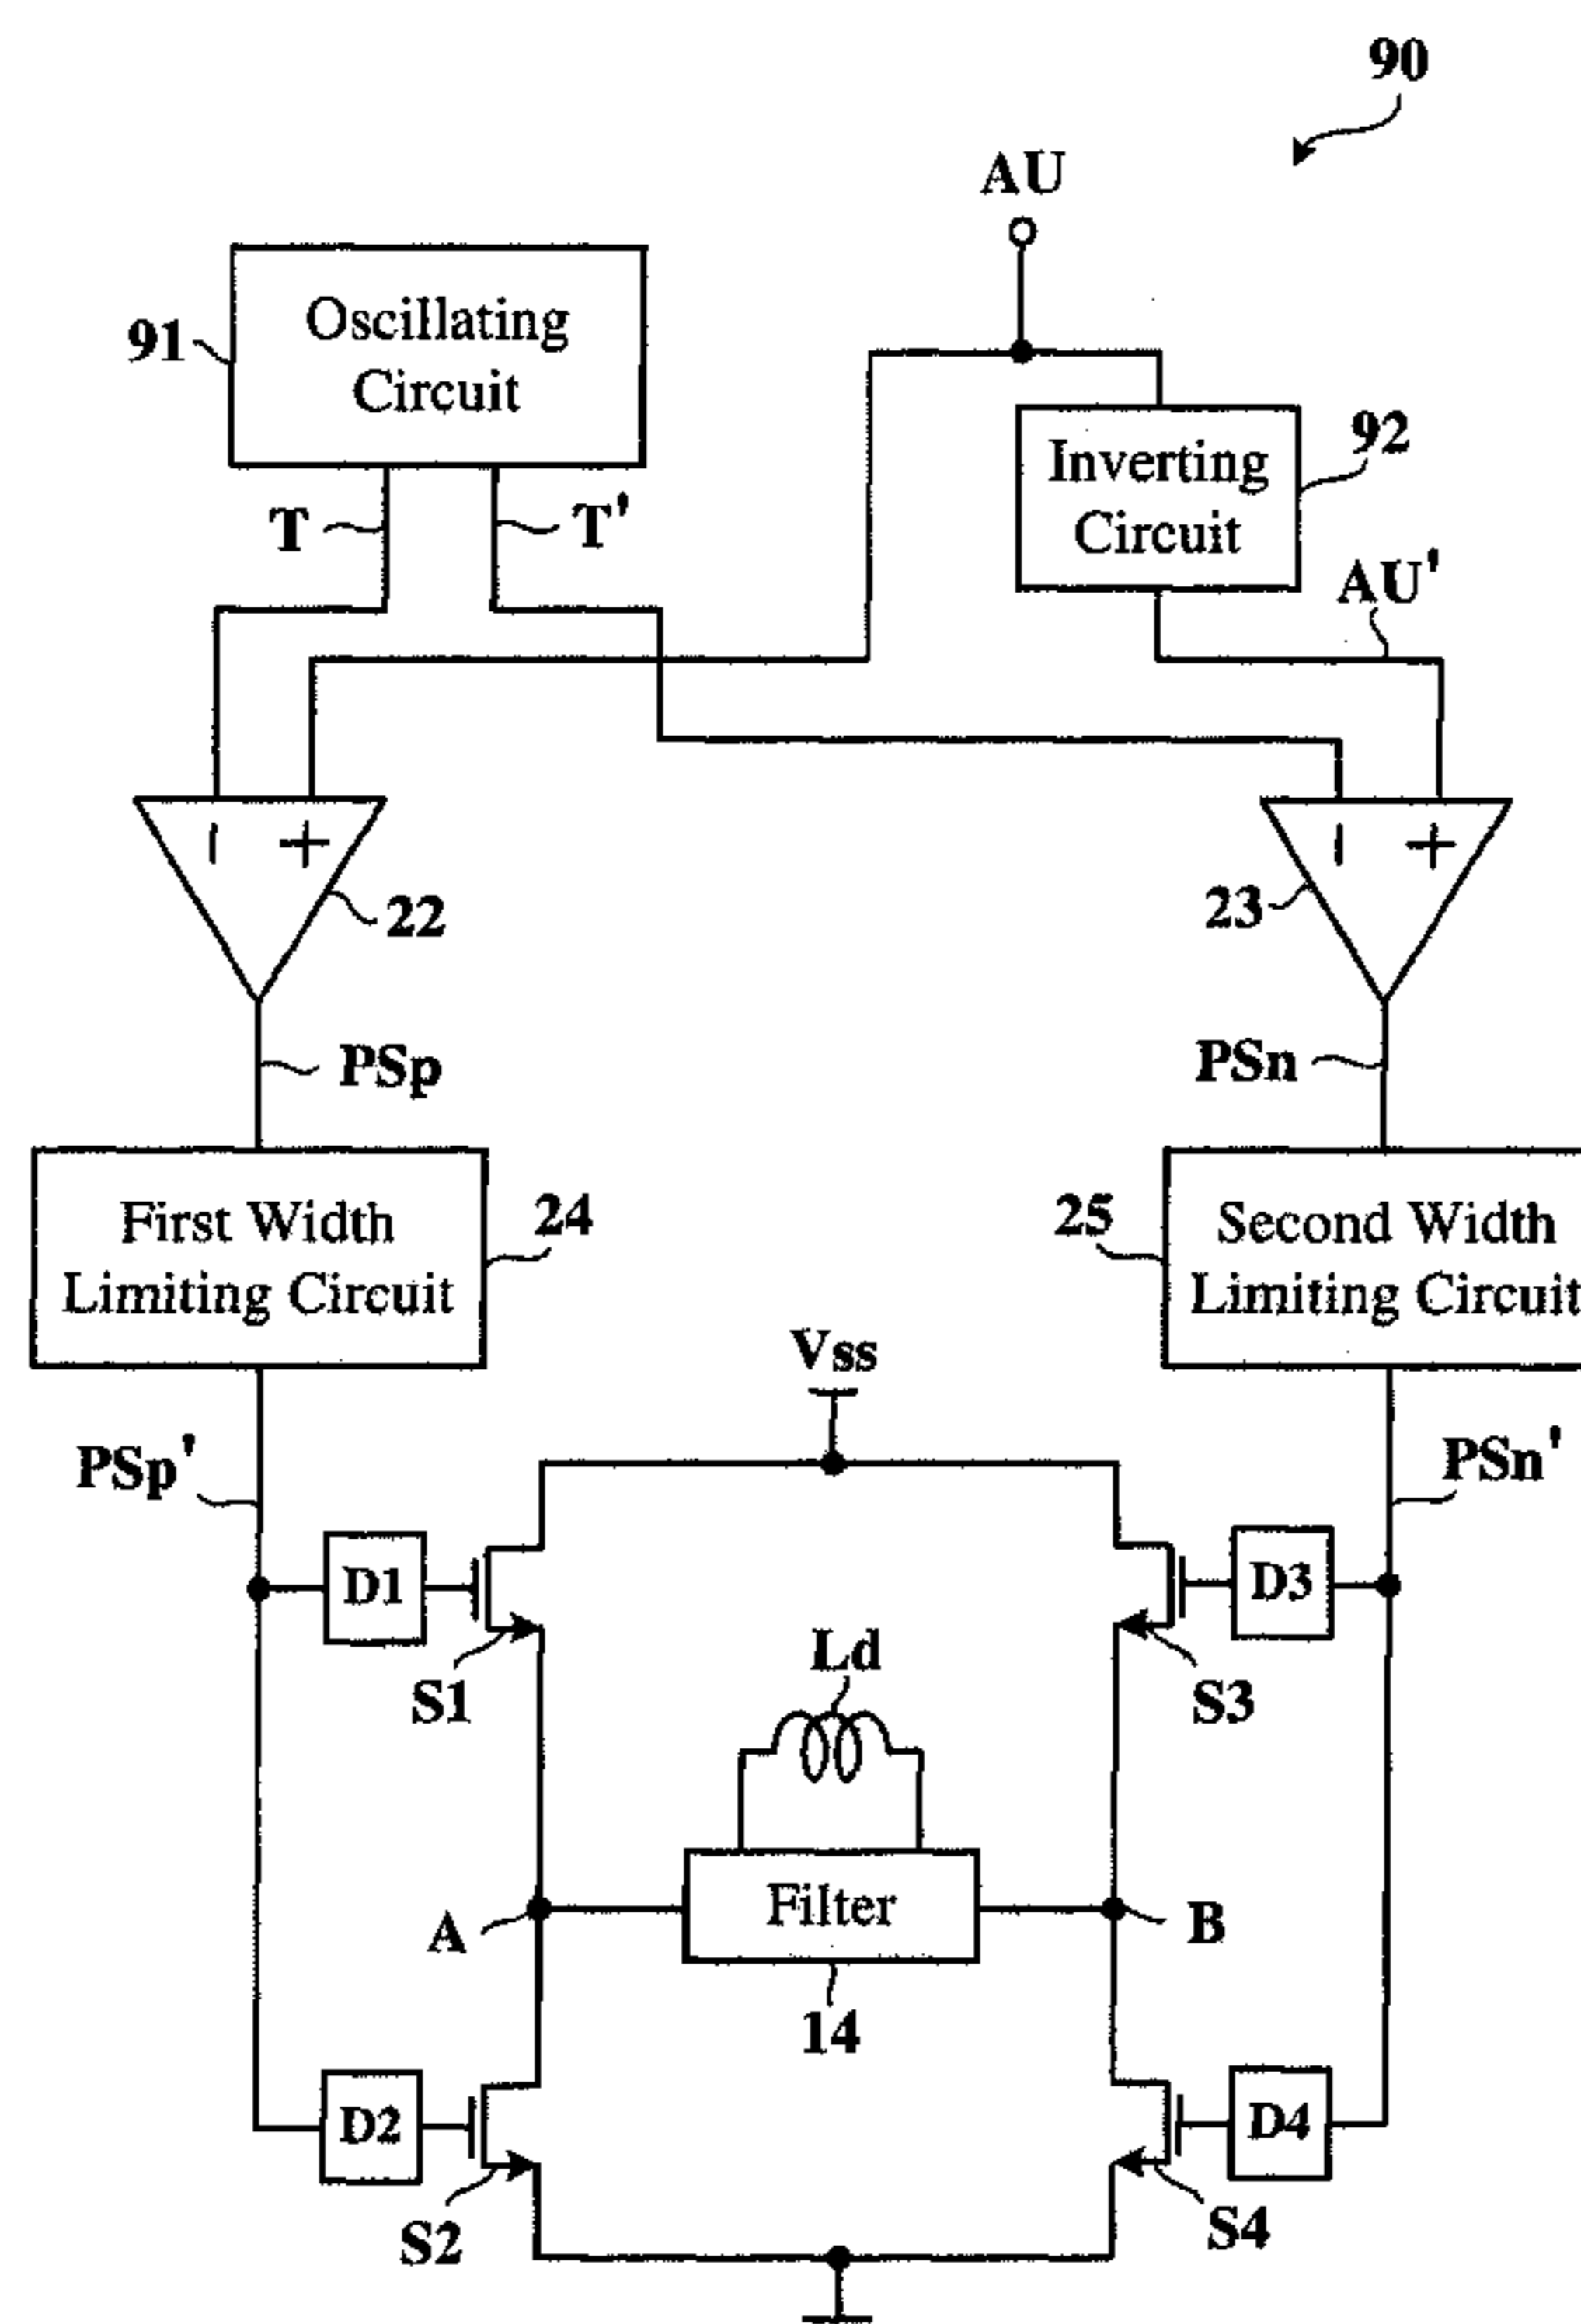 90
AU
Oscillating
Circuit
91
Inverting
Circuit
92
T
T'
AU'
− +
22
− +
23
PSp
PSn
First Width
Limiting Circuit
24
25
Second Width
Limiting Circuit
Vss
PSp'
PSn'
D1
D3
S1
Ld
S3
A
Filter
B
14
D2
D4
S2
S4